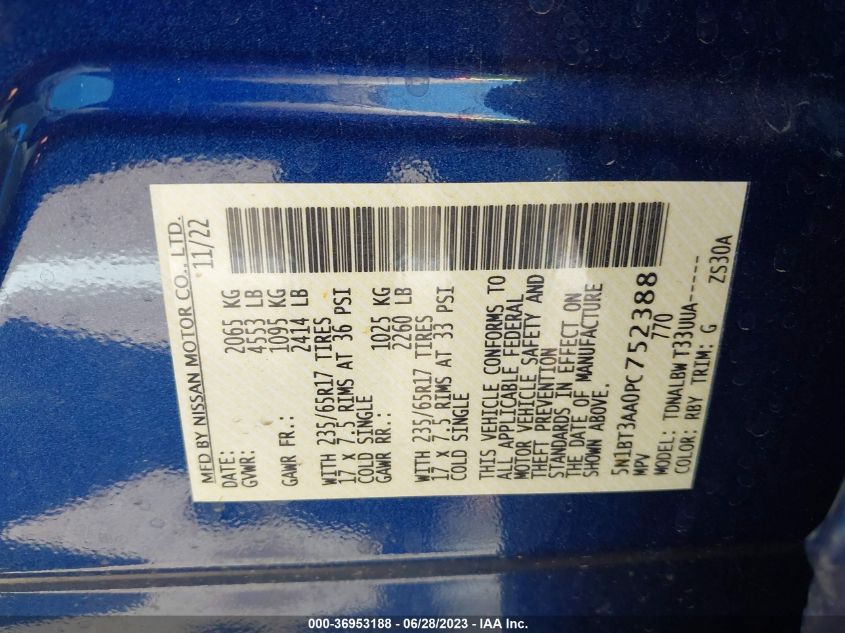 MFD BY NISSAN MOTOR CO., LTD.
DATE: 11/22
GVWR: 2065 KG
4553 LB
GAWR FR.: 1095 KG
2414 LB
WITH 235/65R17 TIRES
17 X 7.5 RIMS AT 36 PSI
COLD SINGLE
GAWR RR.: 1025 KG
2260 LB
WITH 235/65R17 TIRES
17 X 7.5 RIMS AT 33 PSI
COLD SINGLE
THIS VEHICLE CONFORMS TO
ALL APPLICABLE FEDERAL
MOTOR VEHICLE SAFETY AND
THEFT PREVENTION
STANDARDS IN EFFECT ON
THE DATE OF MANUFACTURE
SHOWN ABOVE.
5N1BT3AA0PC752388
MPV 770
MODEL: TDNALBWT33UUA-----
COLOR: RBY TRIM: G ZS30A
000-36953188 - 06/28/2023 - IAA Inc.